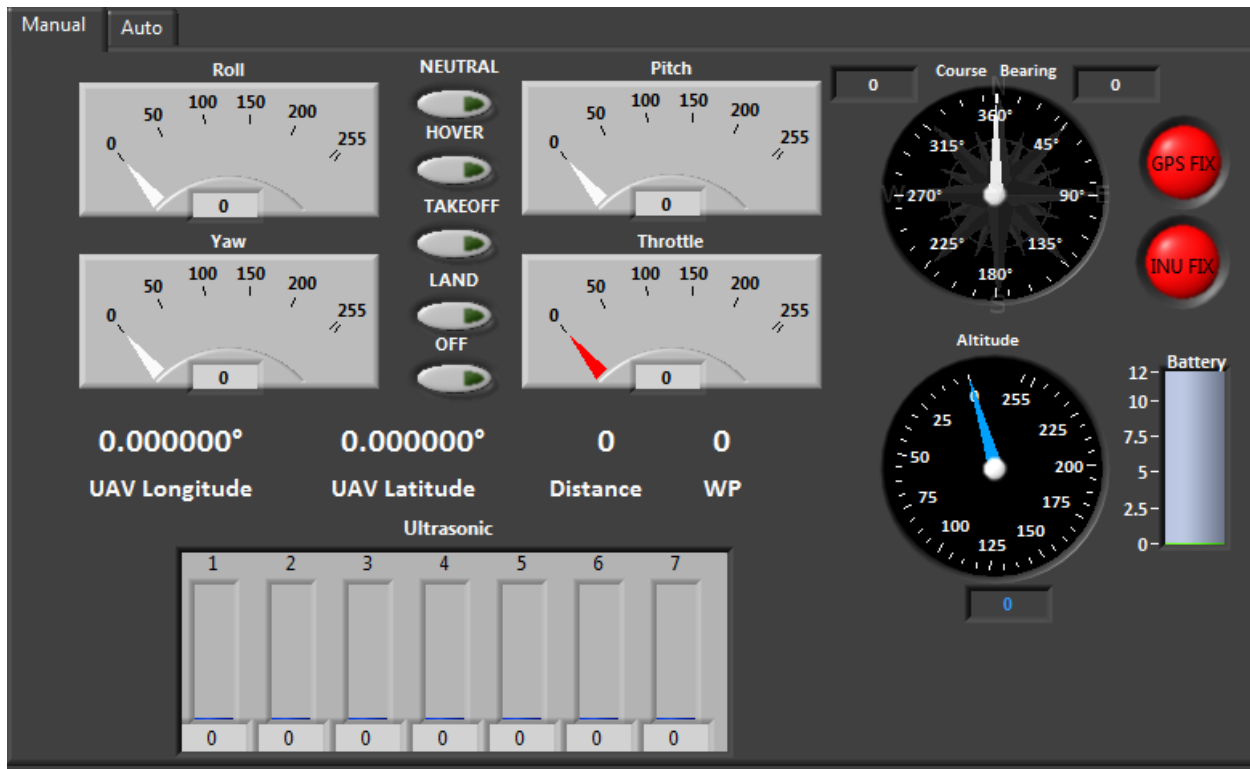 Manual Auto
Roll
0 50 100 150 200 255
0
NEUTRAL
HOVER
TAKEOFF
LAND
OFF
Pitch
0 50 100 150 200 255
0
Yaw
0 50 100 150 200 255
0
Throttle
0 50 100 150 200 255
0
0 Course Bearing 0
N
360°
315° 45°
W 270° 90° E
225° 135°
180°
S
GPS FIX
INU FIX
0.000000° 0.000000° 0 0
UAV Longitude UAV Latitude Distance WP
Altitude
0 255
25 225
50 200
75 175
100 150
125
0
Battery
12
10
7.5
5
2.5
0
Ultrasonic
1 2 3 4 5 6 7
0 0 0 0 0 0 0